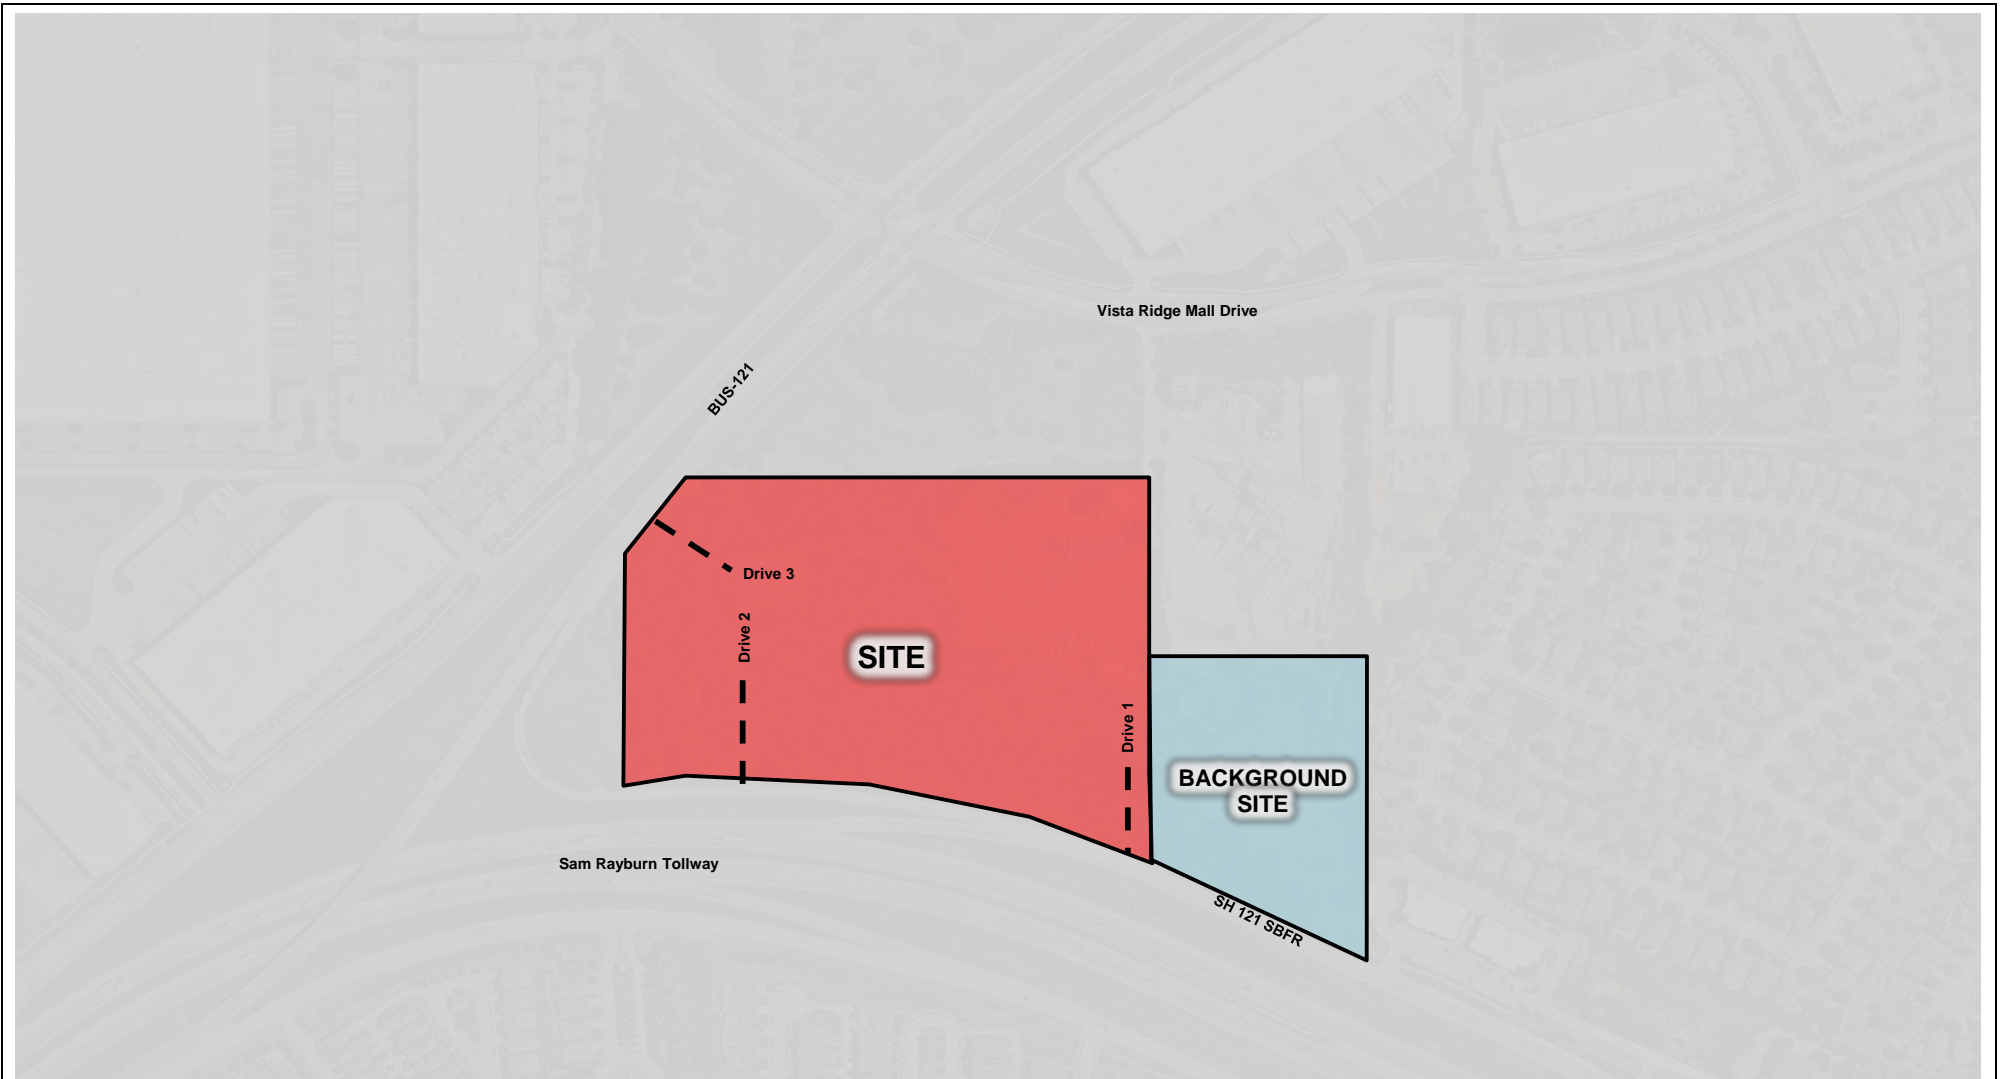 Vista Ridge Mall Drive
BUS-121
Drive 3
Drive 2
SITE
Drive 1
BACKGROUND
SITE
Sam Rayburn Tollway
SH 121 SBFR